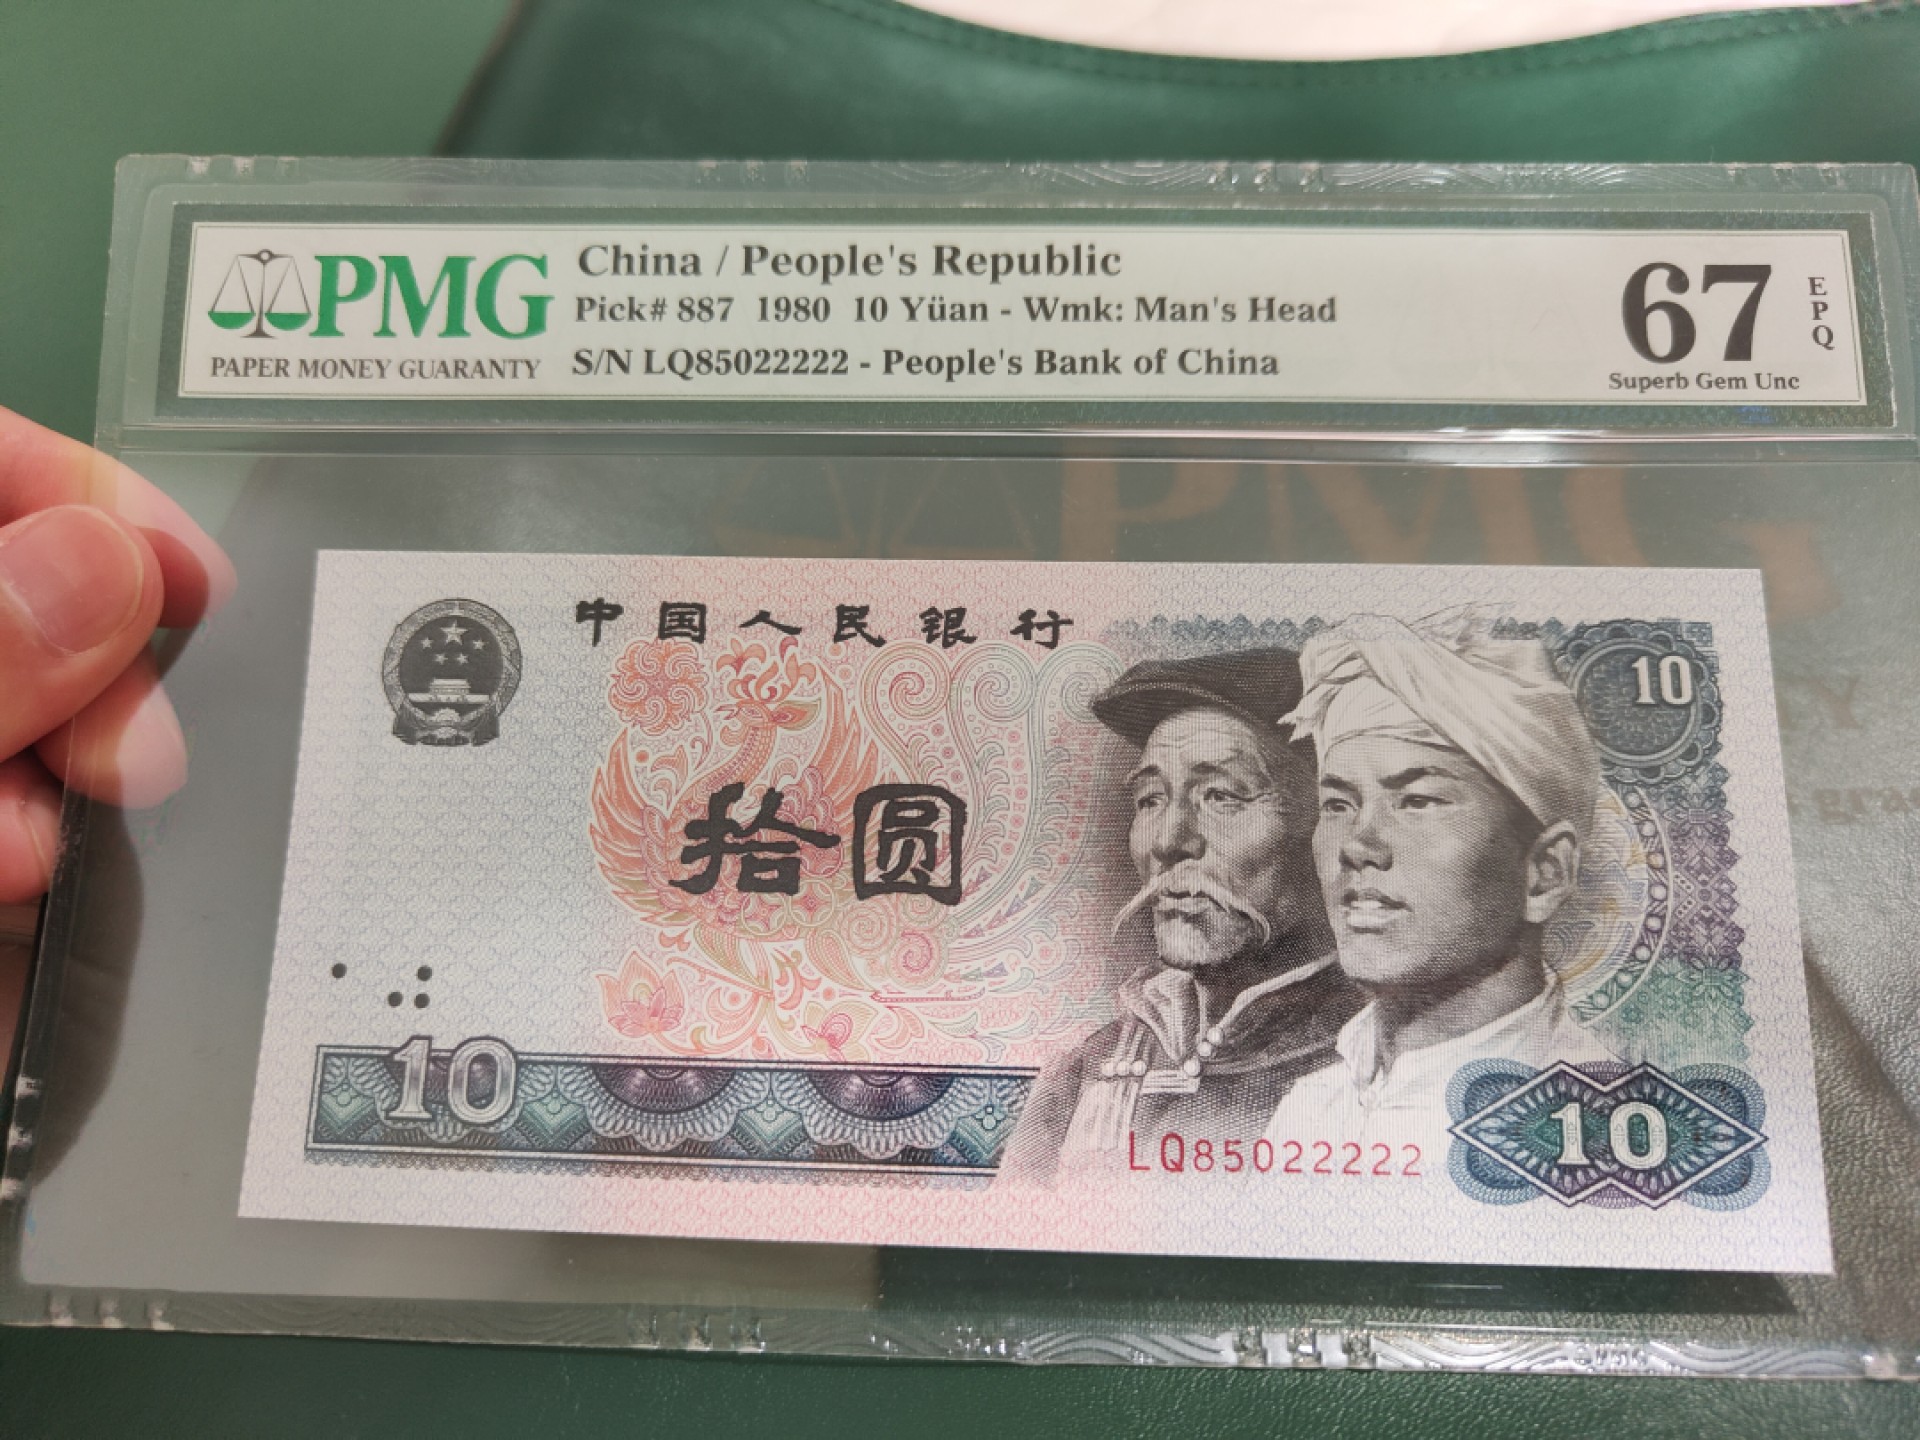 PMG
PAPER MONEY GUARANTY
China / People's Republic
Pick# 887 1980 10 Yüan - Wmk: Man's Head
S/N LQ85022222 - People's Bank of China
67
EPQ
Superb Gem Unc
PMG
中国人民银行
10
拾圆
10
LQ85022222
10